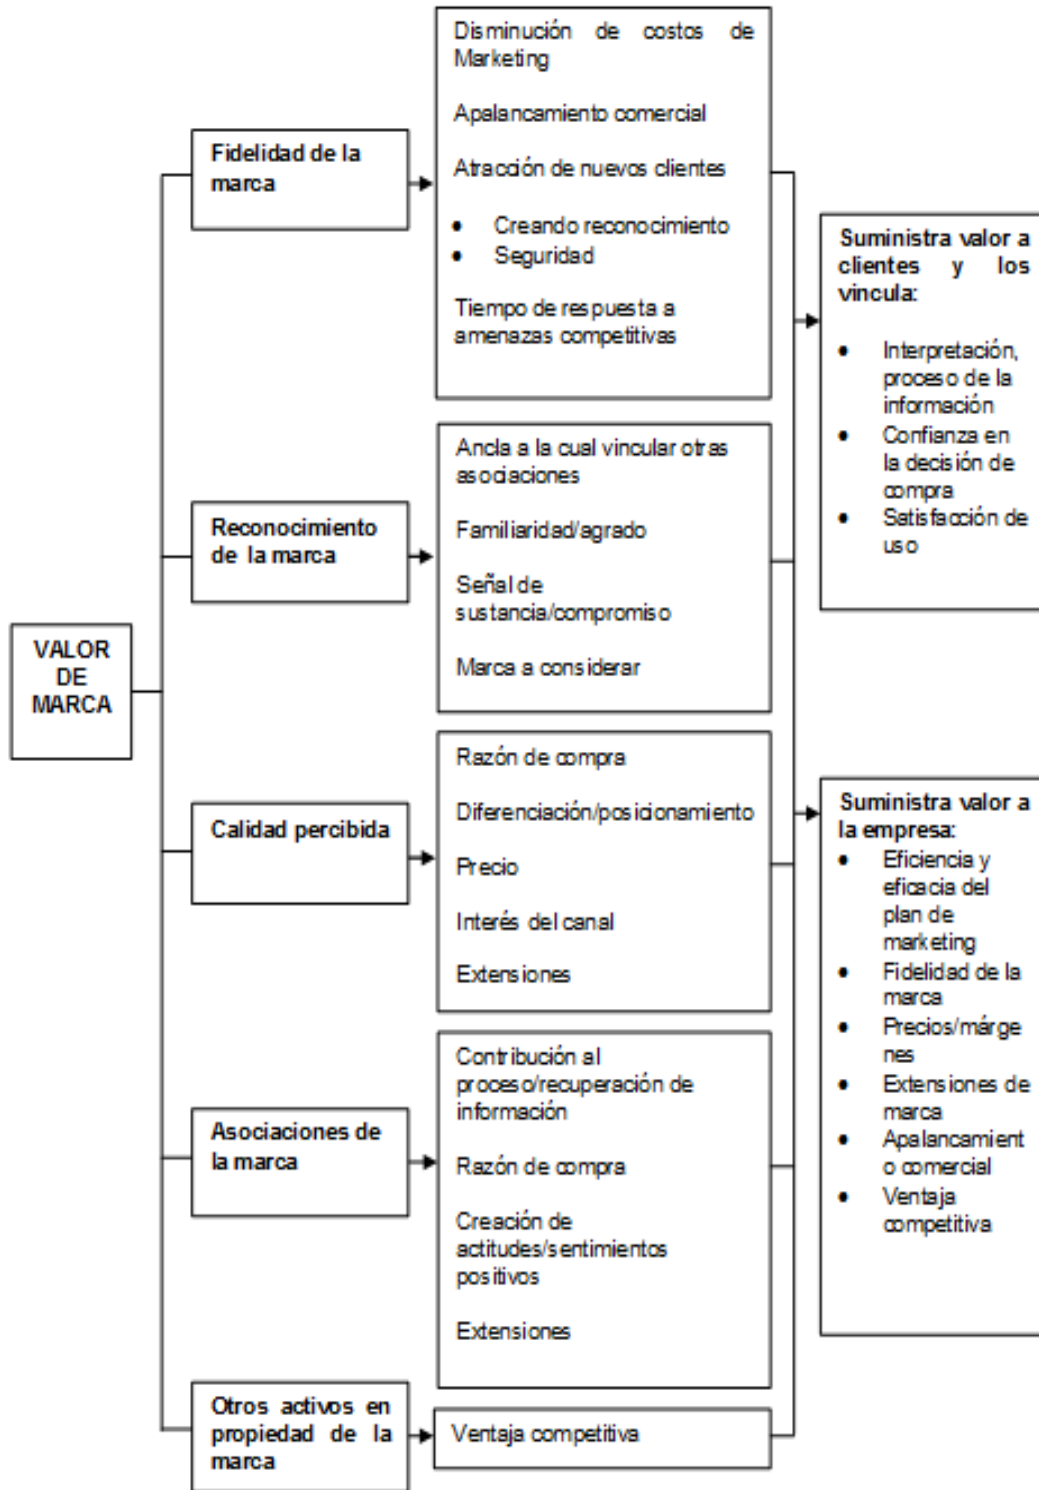 VALOR
DE
MARCA
Fidelidad de la
marca
Disminución de costos de
Marketing
Apalancamiento comercial
Atracción de nuevos clientes
• Creando reconocimiento
• Seguridad
Tiempo de respuesta a
amenazas competitivas
Reconocimiento
de la marca
Ancla a la cual vincular otras
asociaciones
Familiaridad/agrado
Señal de
sustancia/compromiso
Marca a considerar
Calidad percibida
Razón de compra
Diferenciación/posicionamiento
Precio
Interés del canal
Extensiones
Asociaciones de
la marca
Contribución al
proceso/recuperación de
información
Razón de compra
Creación de
actitudes/sentimientos
positivos
Extensiones
Otros activos en
propiedad de la
marca
Ventaja competitiva
Suministra valor a
clientes y los
vincula:
• Interpretación,
proceso de la
información
• Confianza en
la decisión de
compra
• Satisfacción de
uso
Suministra valor a
la empresa:
• Eficiencia y
eficacia del
plan de
marketing
• Fidelidad de la
marca
• Precios/márge
nes
• Extensiones de
marca
• Apalancamient
o comercial
• Ventaja
competitiva